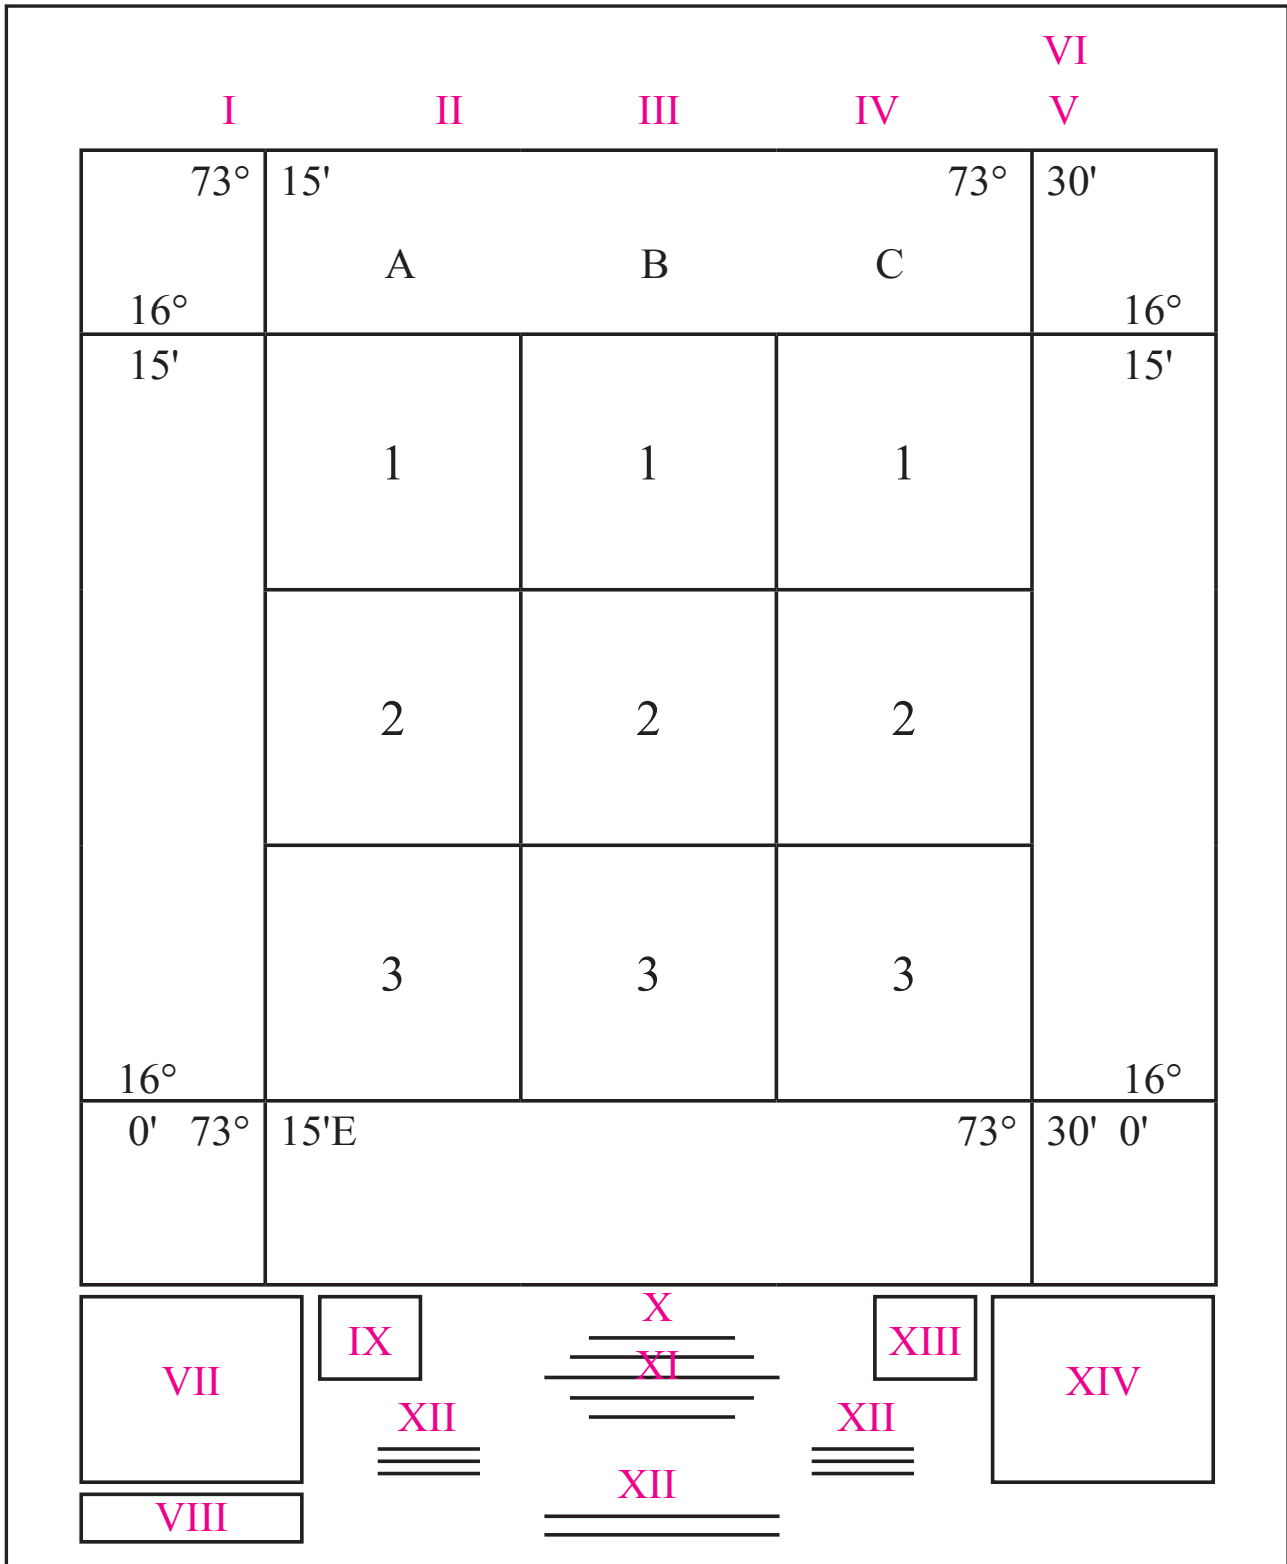 VI
I II III IV V
73° 15' 73° 30'
A B C
16° 16°
15' 15'
1 1 1
2 2 2
3 3 3
16° 16°
0' 73° 15'E 73° 30' 0'
X
IX XIII
XI
VII XIV
XII XII
XII
VIII